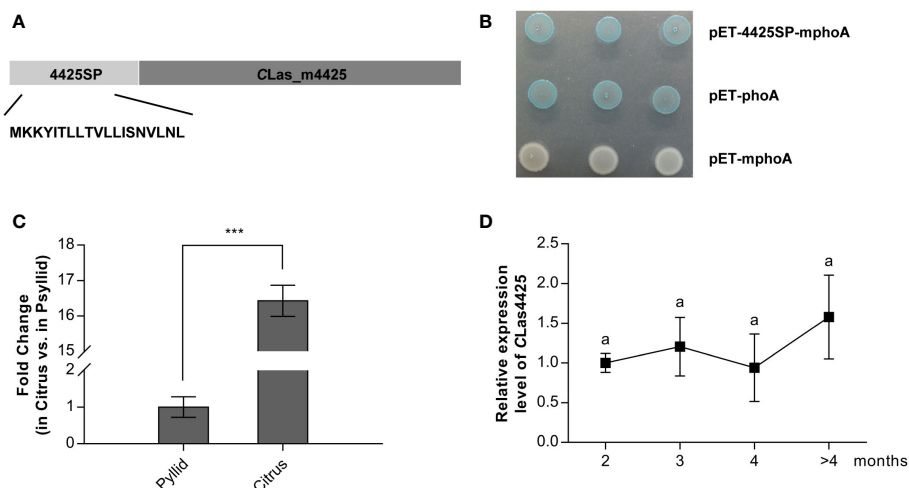 A
4425SP
CLas_m4425
MKKYITLLTVLLISNVLNL
B
pET-4425SP-mphoA
pET-phoA
pET-mphoA
C
Fold Change
(in Citrus vs. in Psyllid)
18
17
16
15
2
1
0
***
Pyllid
Citrus
D
Relative expression
level of CLas4425
2.5
2.0
1.5
1.0
0.5
0.0
a
a
a
a
2 3 4 >4 months